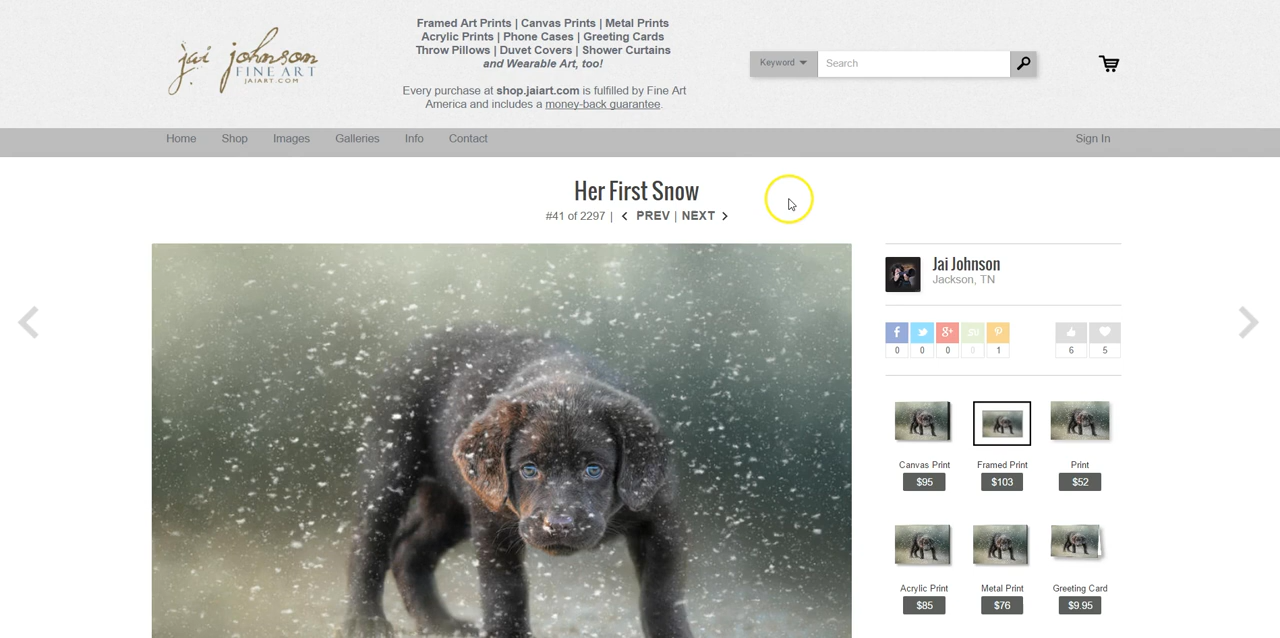 jai johnson
FINE ART
JAIART.COM
Framed Art Prints | Canvas Prints | Metal Prints
Acrylic Prints | Phone Cases | Greeting Cards
Throw Pillows | Duvet Covers | Shower Curtains
and Wearable Art, too!
Every purchase at shop.jaiart.com is fulfilled by Fine Art
America and includes a money-back guarantee.
Keyword
Search
Home
Shop
Images
Galleries
Info
Contact
Sign In
Her First Snow
#41 of 2297 | PREV | NEXT
Jai Johnson
Jackson, TN
0
0
0
0
1
6
5
Canvas Print
$95
Framed Print
$103
Print
$52
Acrylic Print
$85
Metal Print
$76
Greeting Card
$9.95